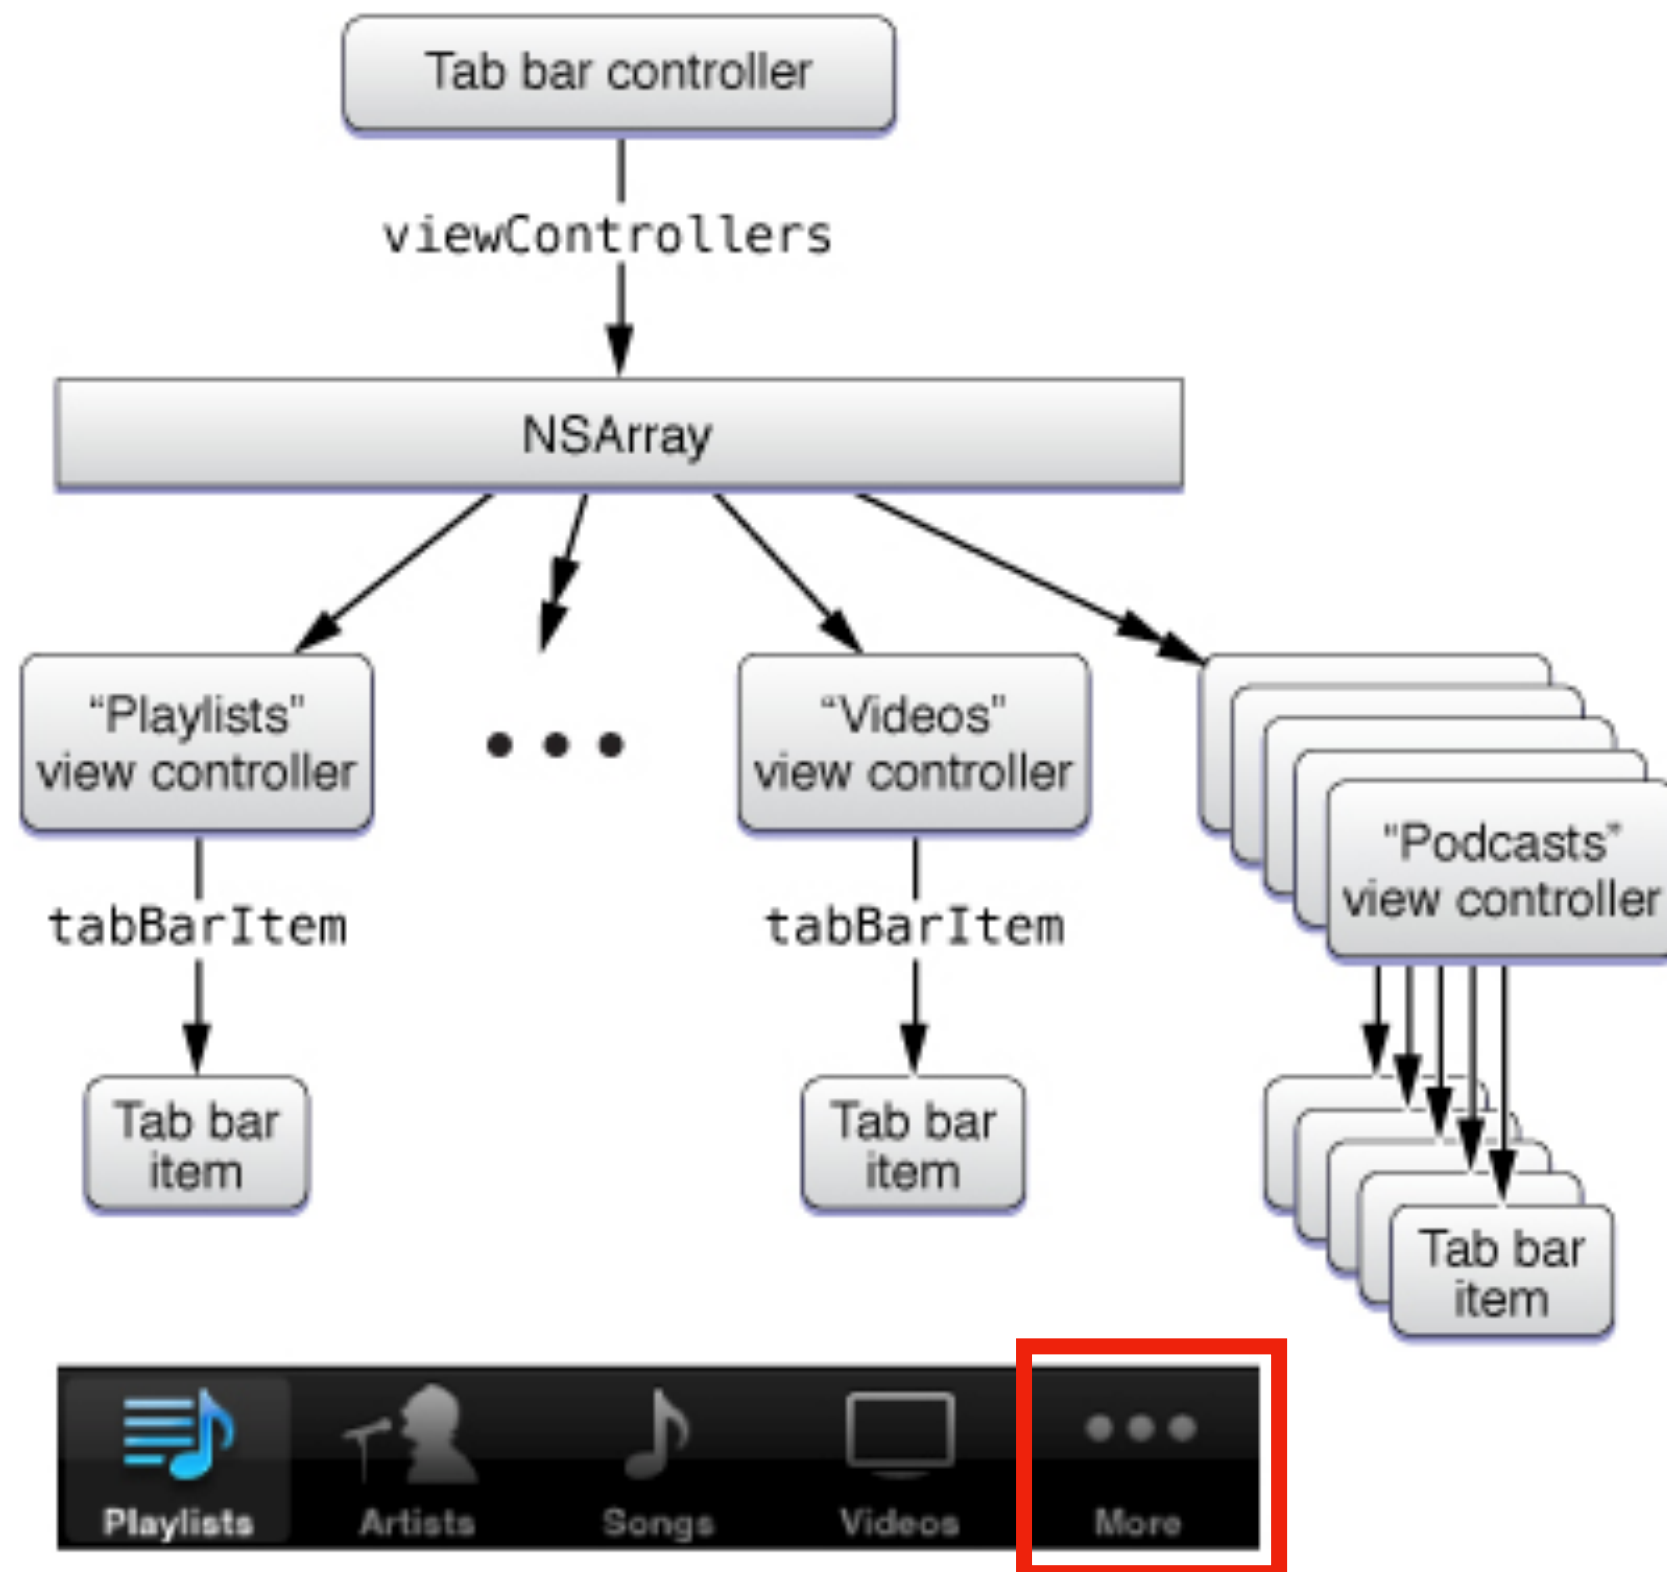 Tab bar controller
viewControllers
NSArray
“Playlists”
view controller
“Videos”
view controller
“Podcasts”
view controller
tabBarItem
tabBarItem
Tab bar
item
Tab bar
item
Tab bar
item
Playlists
Artists
Songs
Videos
More